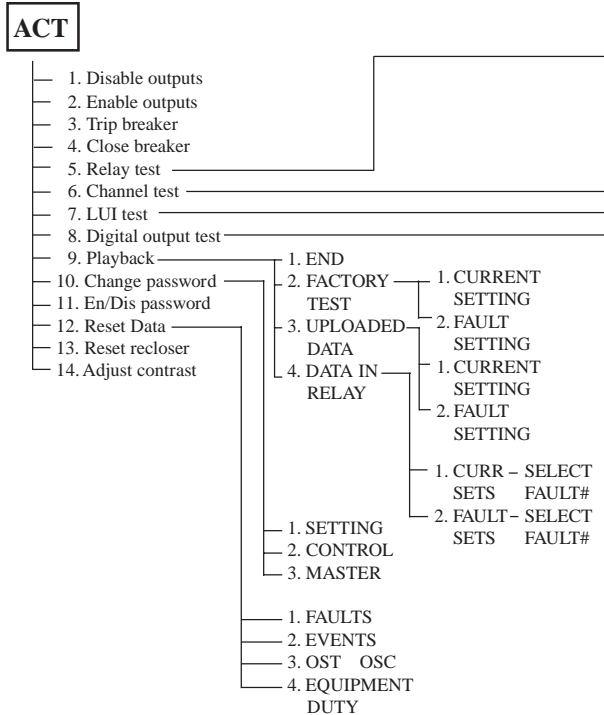 ACT
1. Disable outputs
2. Enable outputs
3. Trip breaker
4. Close breaker
5. Relay test
6. Channel test
7. LUI test
8. Digital output test
9. Playback
10. Change password
11. En/Dis password
12. Reset Data
13. Reset recloser
14. Adjust contrast
1. END
2. FACTORY
TEST
3. UPLOADED
DATA
4. DATA IN
RELAY
1. CURRENT
SETTING
2. FAULT
SETTING
1. CURRENT
SETTING
2. FAULT
SETTING
1. CURR – SELECT
SETS FAULT#
2. FAULT – SELECT
SETS FAULT#
1. SETTING
2. CONTROL
3. MASTER
1. FAULTS
2. EVENTS
3. OST OSC
4. EQUIPMENT
DUTY